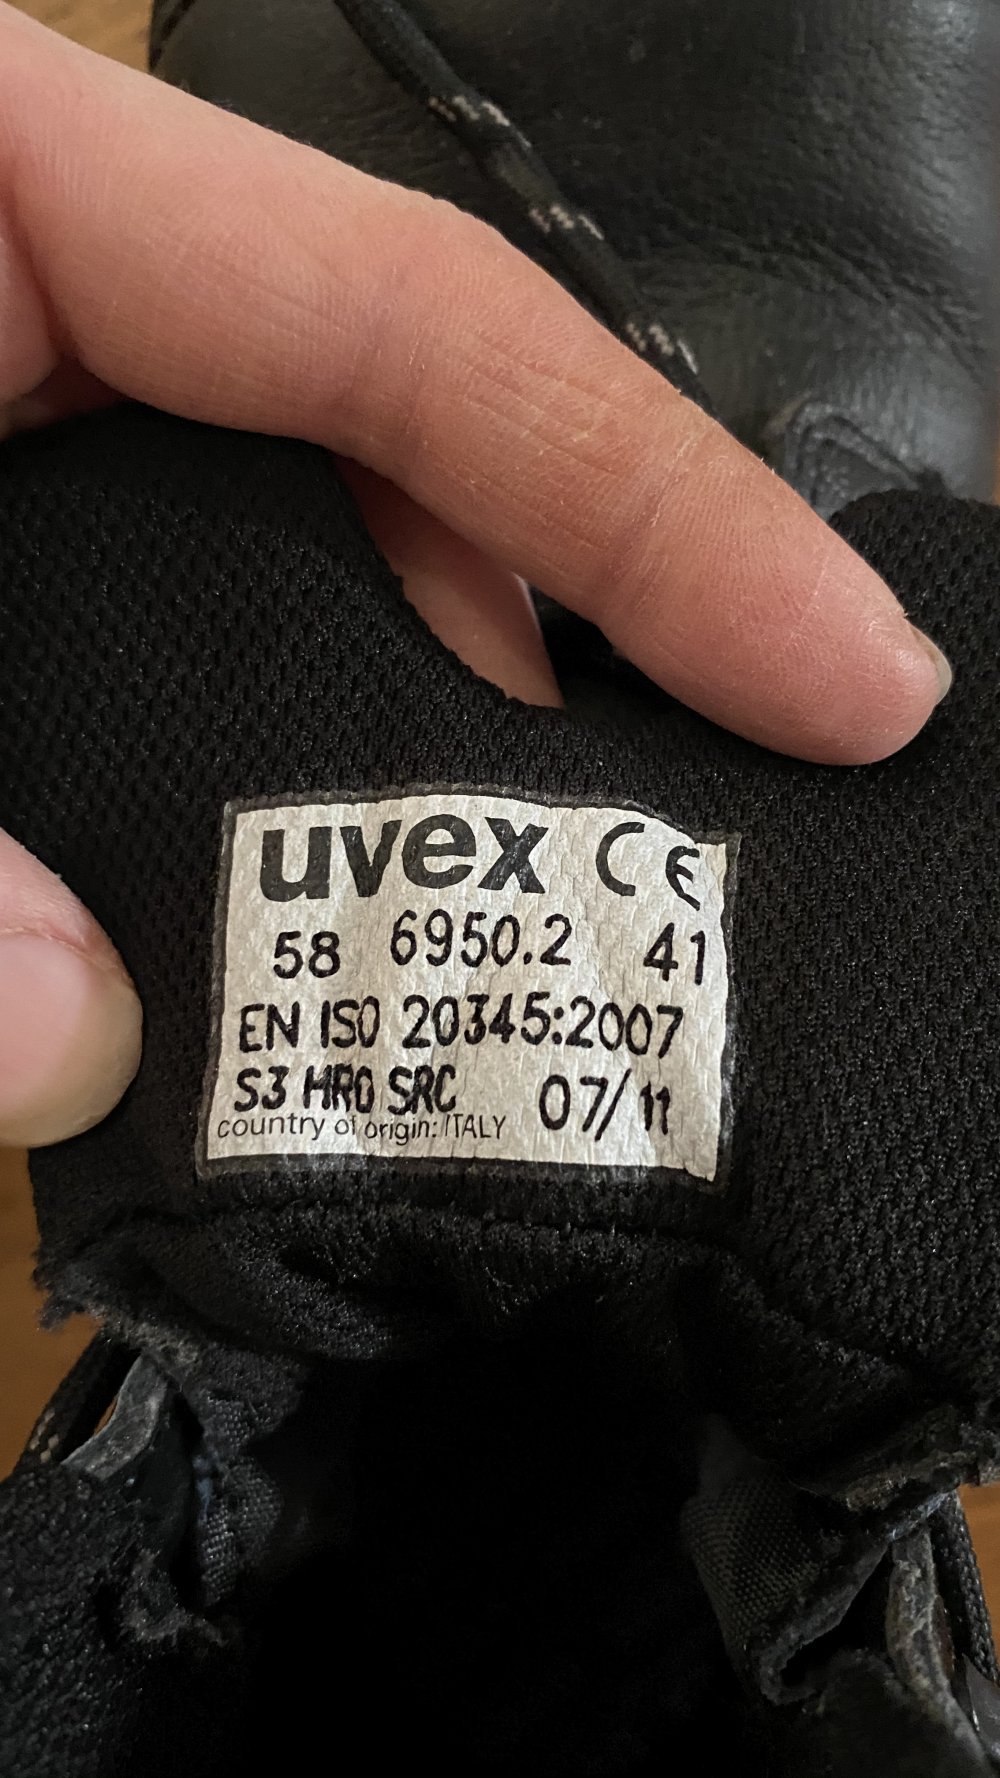 uvex CE
58 6950.2 41
EN ISO 20345:2007
S3 HRO SRC 07/11
country of origin: ITALY